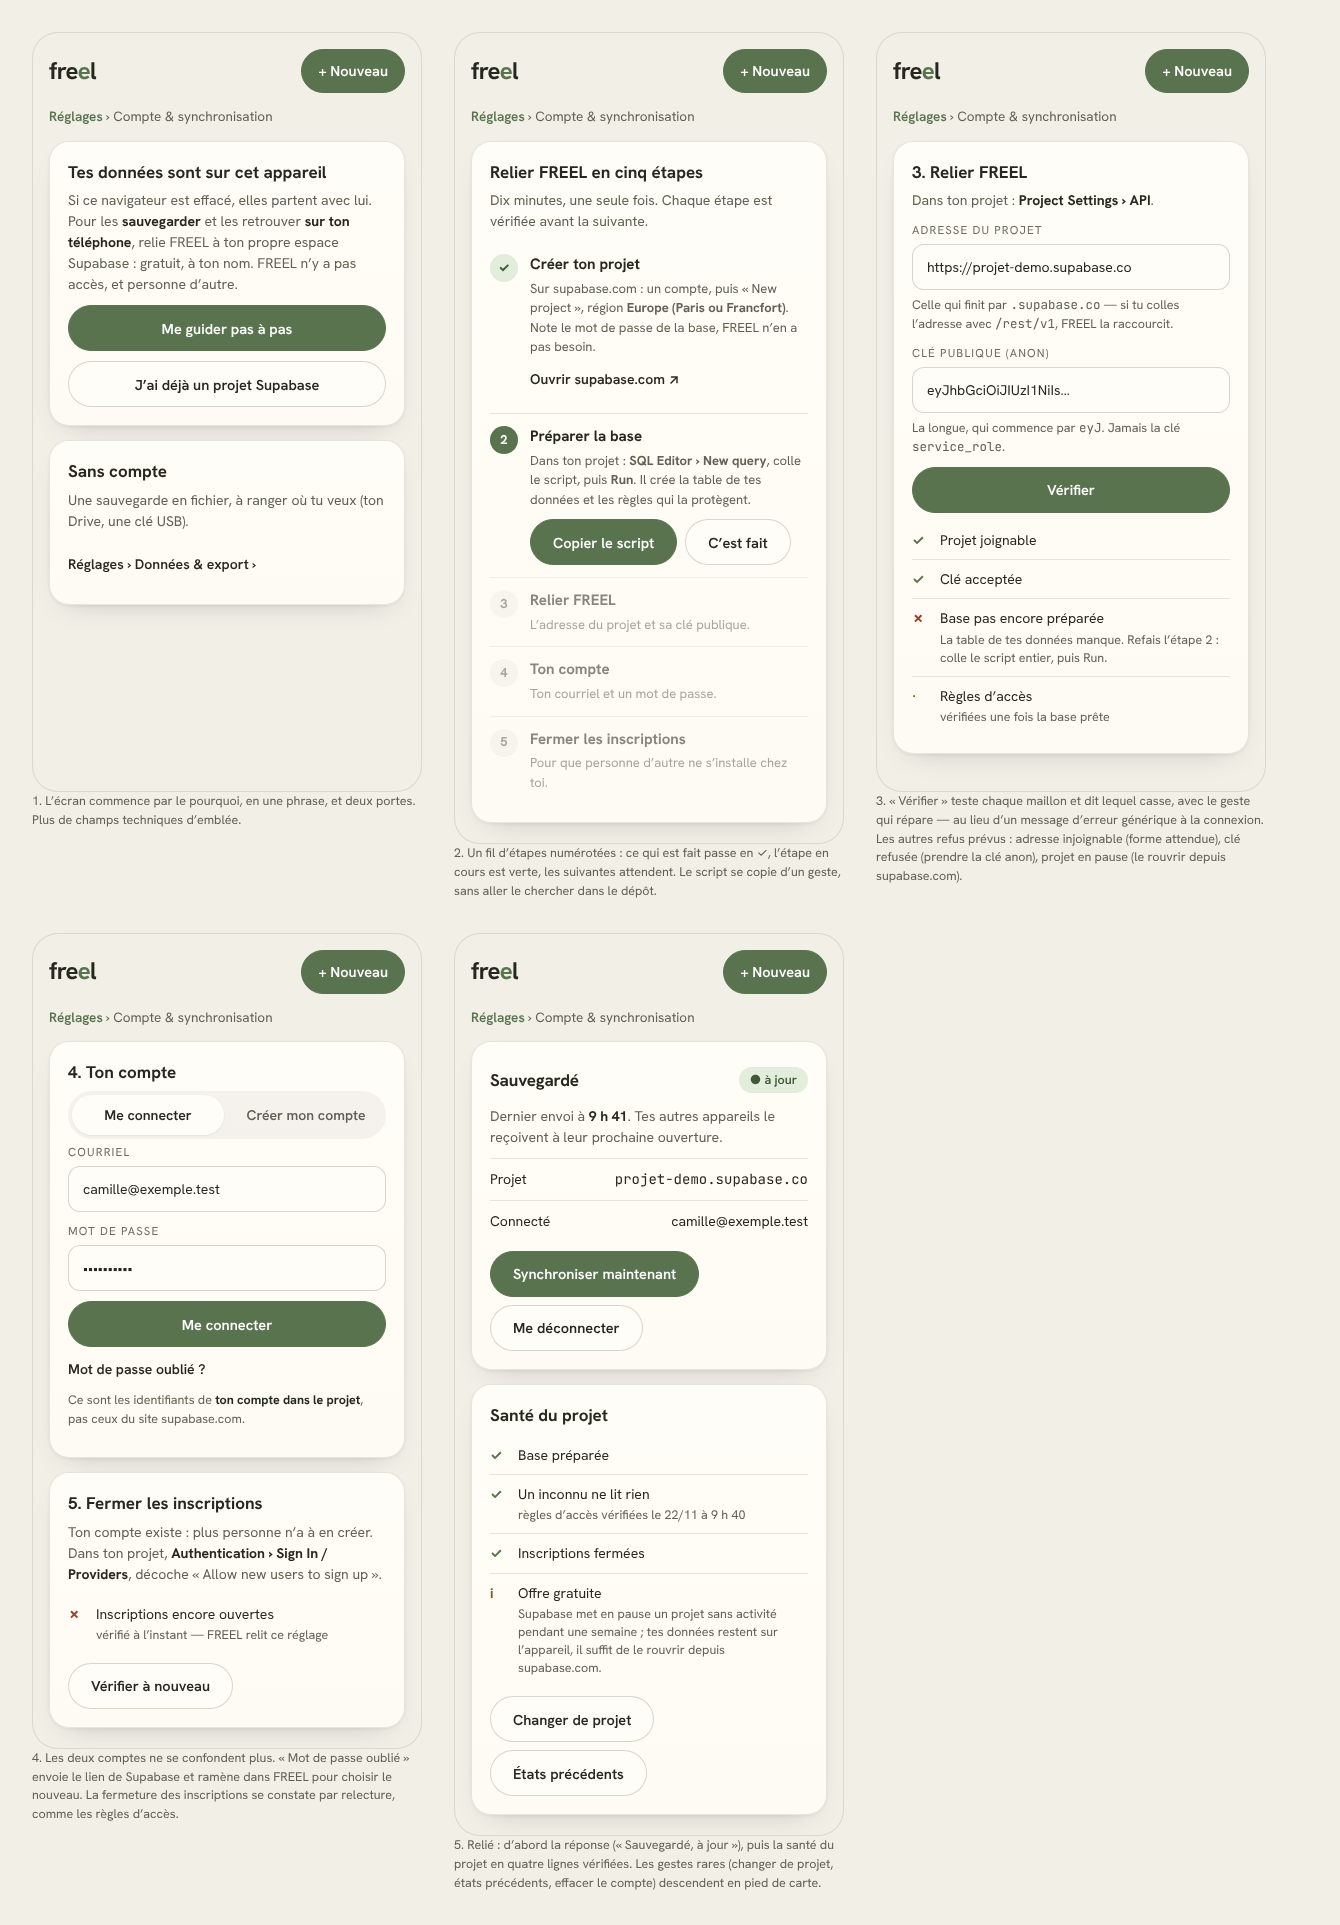 freel
+ Nouveau
Réglages › Compte & synchronisation
Tes données sont sur cet appareil
Si ce navigateur est effacé, elles partent avec lui.
Pour les sauvegarder et les retrouver sur ton
téléphone, relie FREEL à ton propre espace
Supabase : gratuit, à ton nom. FREEL n’y a pas
accès, et personne d’autre.
Me guider pas à pas
J’ai déjà un projet Supabase
Sans compte
Une sauvegarde en fichier, à ranger où tu veux (ton
Drive, une clé USB).
Réglages › Données & export ›
1. L’écran commence par le pourquoi, en une phrase, et deux portes.
Plus de champs techniques d’emblée.
freel
+ Nouveau
Réglages › Compte & synchronisation
Relier FREEL en cinq étapes
Dix minutes, une seule fois. Chaque étape est
vérifiée avant la suivante.
✓ Créer ton projet
Sur supabase.com : un compte, puis « New
project », région Europe (Paris ou Francfort).
Note le mot de passe de la base, FREEL n’en a
pas besoin.
Ouvrir supabase.com ↗
2 Préparer la base
Dans ton projet : SQL Editor › New query, colle
le script, puis Run. Il crée la table de tes
données et les règles qui la protègent.
Copier le script
C’est fait
3 Relier FREEL
L’adresse du projet et sa clé publique.
4 Ton compte
Ton courriel et un mot de passe.
5 Fermer les inscriptions
Pour que personne d’autre ne s’installe chez
toi.
2. Un fil d’étapes numérotées : ce qui est fait passe en ✓, l’étape en
cours est verte, les suivantes attendent. Le script se copie d’un geste,
sans aller le chercher dans le dépôt.
freel
+ Nouveau
Réglages › Compte & synchronisation
3. Relier FREEL
Dans ton projet : Project Settings › API.
ADRESSE DU PROJET
https://projet-demo.supabase.co
Celle qui finit par .supabase.co — si tu colles
l’adresse avec /rest/v1, FREEL la raccourcit.
CLÉ PUBLIQUE (ANON)
eyJhbGciOiJIUzI1NiIs…
La longue, qui commence par eyJ. Jamais la clé
service_role.
Vérifier
✓ Projet joignable
✓ Clé acceptée
× Base pas encore préparée
La table de tes données manque. Refais l’étape 2 :
colle le script entier, puis Run.
· Règles d’accès
vérifiées une fois la base prête
3. « Vérifier » teste chaque maillon et dit lequel casse, avec le geste
qui répare — au lieu d’un message d’erreur générique à la connexion.
Les autres refus prévus : adresse injoignable (forme attendue), clé
refusée (prendre la clé anon), projet en pause (le rouvrir depuis
supabase.com).
freel
+ Nouveau
Réglages › Compte & synchronisation
4. Ton compte
Me connecter
Créer mon compte
COURRIEL
camille@exemple.test
MOT DE PASSE
••••••••••
Me connecter
Mot de passe oublié ?
Ce sont les identifiants de ton compte dans le projet,
pas ceux du site supabase.com.
5. Fermer les inscriptions
Ton compte existe : plus personne n’a à en créer.
Dans ton projet, Authentication › Sign In /
Providers, décoche « Allow new users to sign up ».
× Inscriptions encore ouvertes
vérifié à l’instant — FREEL relit ce réglage
Vérifier à nouveau
4. Les deux comptes ne se confondent plus. « Mot de passe oublié »
envoie le lien de Supabase et ramène dans FREEL pour choisir le
nouveau. La fermeture des inscriptions se constate par relecture,
comme les règles d’accès.
freel
+ Nouveau
Réglages › Compte & synchronisation
Sauvegardé
● à jour
Dernier envoi à 9 h 41. Tes autres appareils le
reçoivent à leur prochaine ouverture.
Projet projet-demo.supabase.co
Connecté camille@exemple.test
Synchroniser maintenant
Me déconnecter
Santé du projet
✓ Base préparée
✓ Un inconnu ne lit rien
règles d’accès vérifiées le 22/11 à 9 h 40
✓ Inscriptions fermées
i Offre gratuite
Supabase met en pause un projet sans activité
pendant une semaine ; tes données restent sur
l’appareil, il suffit de le rouvrir depuis
supabase.com.
Changer de projet
États précédents
5. Relié : d’abord la réponse (« Sauvegardé, à jour »), puis la santé du
projet en quatre lignes vérifiées. Les gestes rares (changer de projet,
états précédents, effacer le compte) descendent en pied de carte.